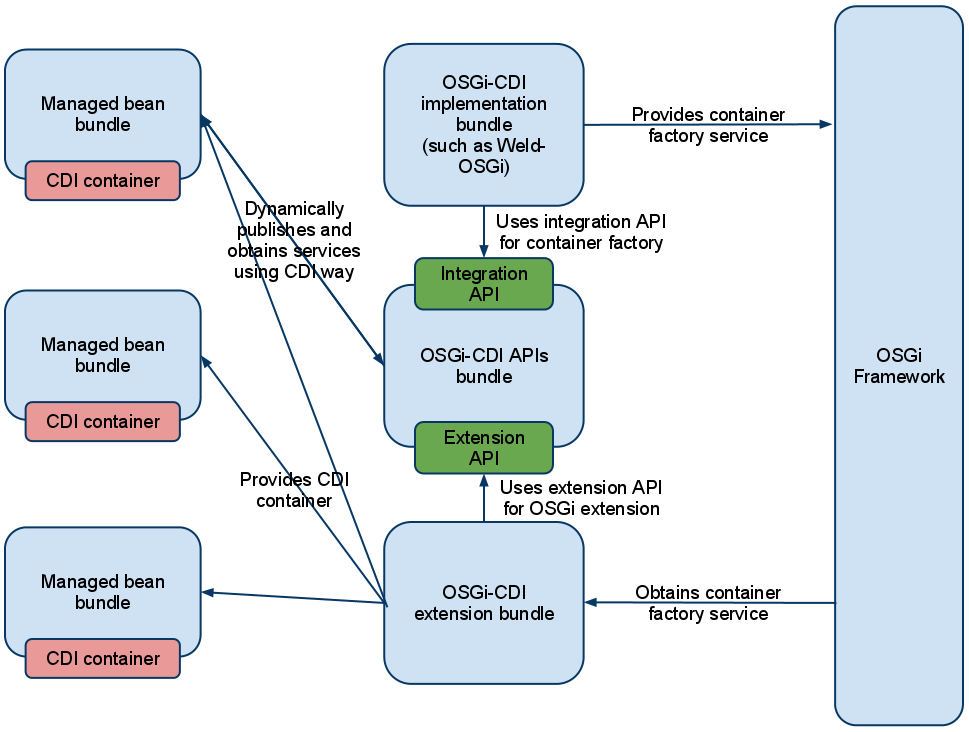 Managed bean
bundle
CDI container
OSGi-CDI
implementation
bundle
(such as Weld-
OSGi)
Provides container
factory service
Dynamically
publishes and
obtains services
using CDI way
Uses integration API
for container factory
Integration
API
Managed bean
bundle
CDI container
OSGi-CDI APIs
bundle
OSGi
Framework
Extension
API
Provides CDI
container
Uses extension API
for OSGi extension
Managed bean
bundle
CDI container
OSGi-CDI
extension bundle
Obtains container
factory service